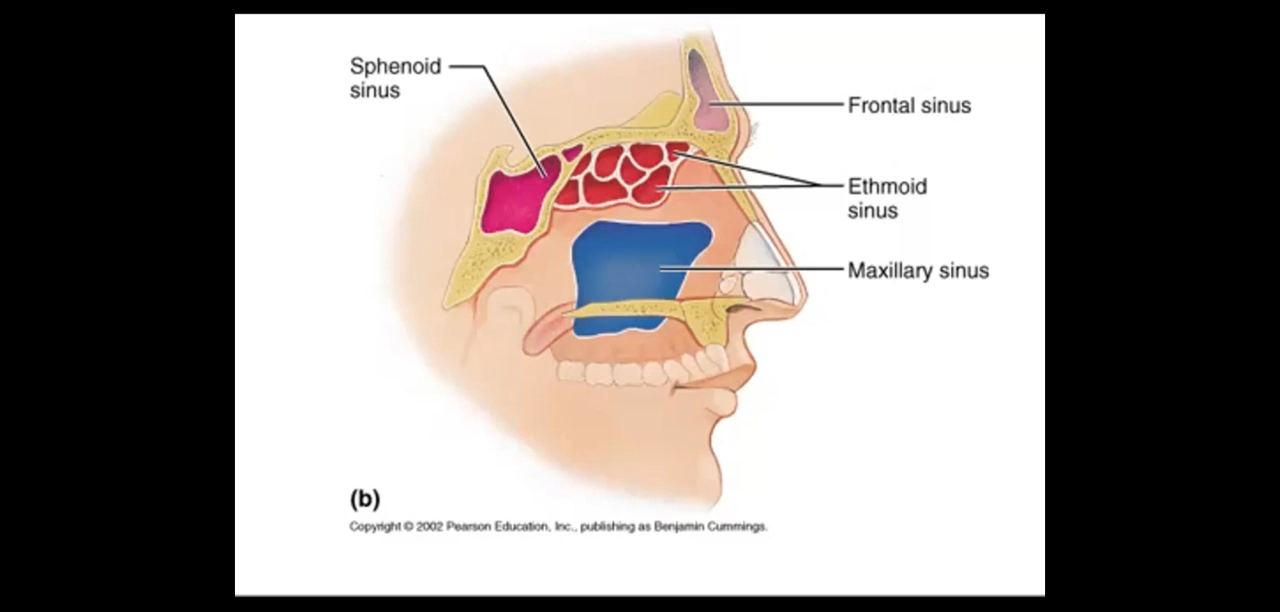 Sphenoid
sinus
Frontal sinus
Ethmoid
sinus
Maxillary sinus
(b)
Copyright © 2002 Pearson Education, Inc., publishing as Benjamin Cummings.